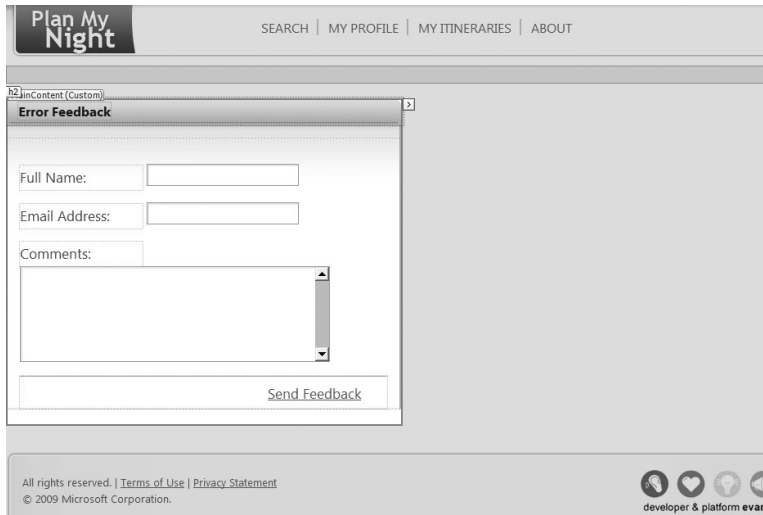 Plan My
Night
SEARCH | MY PROFILE | MY ITINERARIES | ABOUT
h2
inContent (Custom)
Error Feedback
Full Name:
Email Address:
Comments:
Send Feedback
All rights reserved. | Terms of Use | Privacy Statement
© 2009 Microsoft Corporation.
developer & platform evan